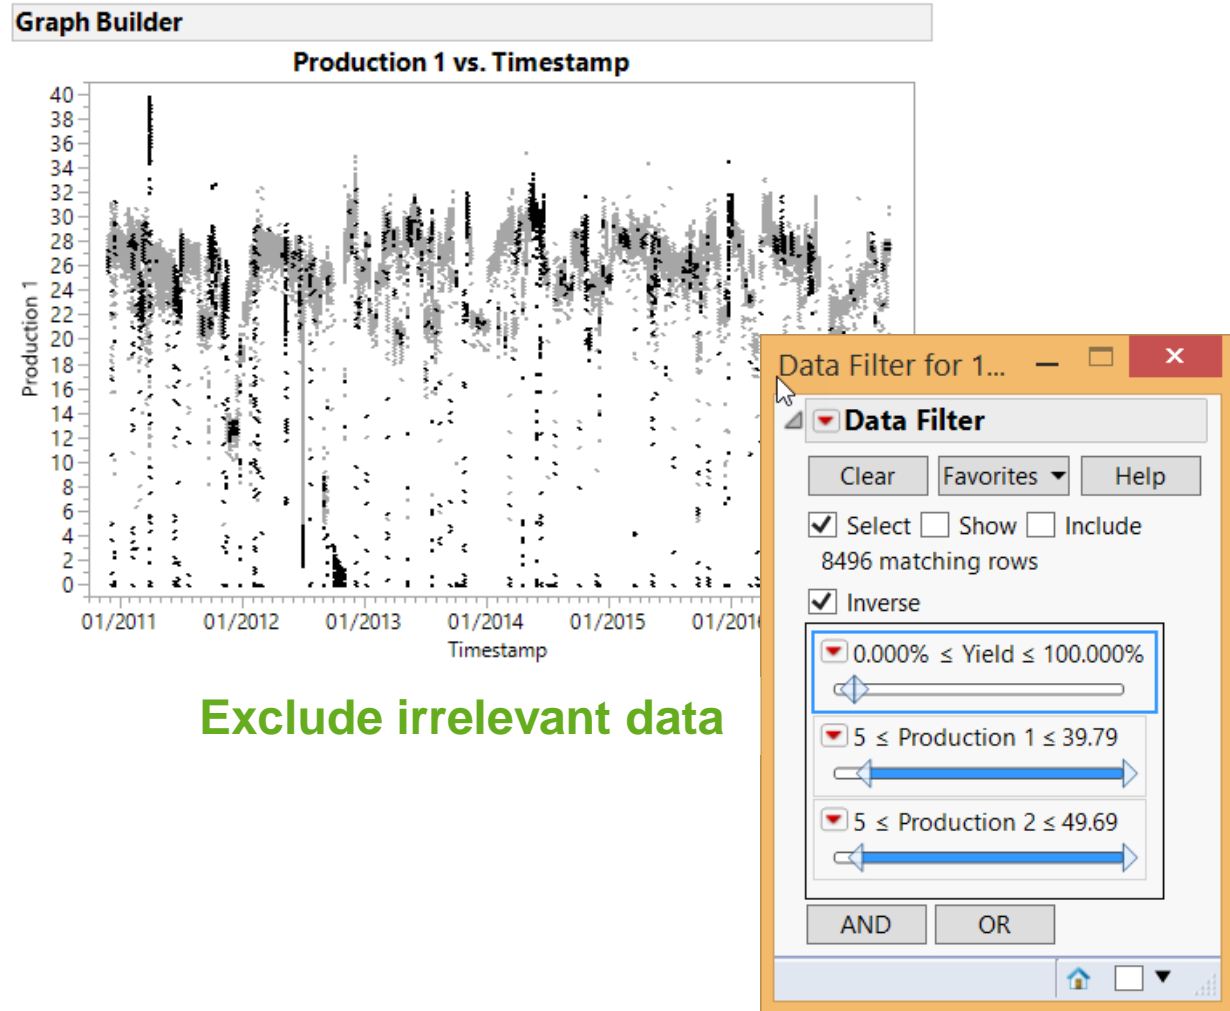 Graph Builder
Production 1 vs. Timestamp
40
38
36
34
32
30
28
26
24
22
20
18
16
14
12
10
8
6
4
2
0
Production 1
01/2011 01/2012 01/2013 01/2014 01/2015 01/2016
Timestamp
Exclude irrelevant data
Data Filter for 1...
Data Filter
Clear Favorites Help
Select Show Include
8496 matching rows
Inverse
0.000% ≤ Yield ≤ 100.000%
5 ≤ Production 1 ≤ 39.79
5 ≤ Production 2 ≤ 49.69
AND OR